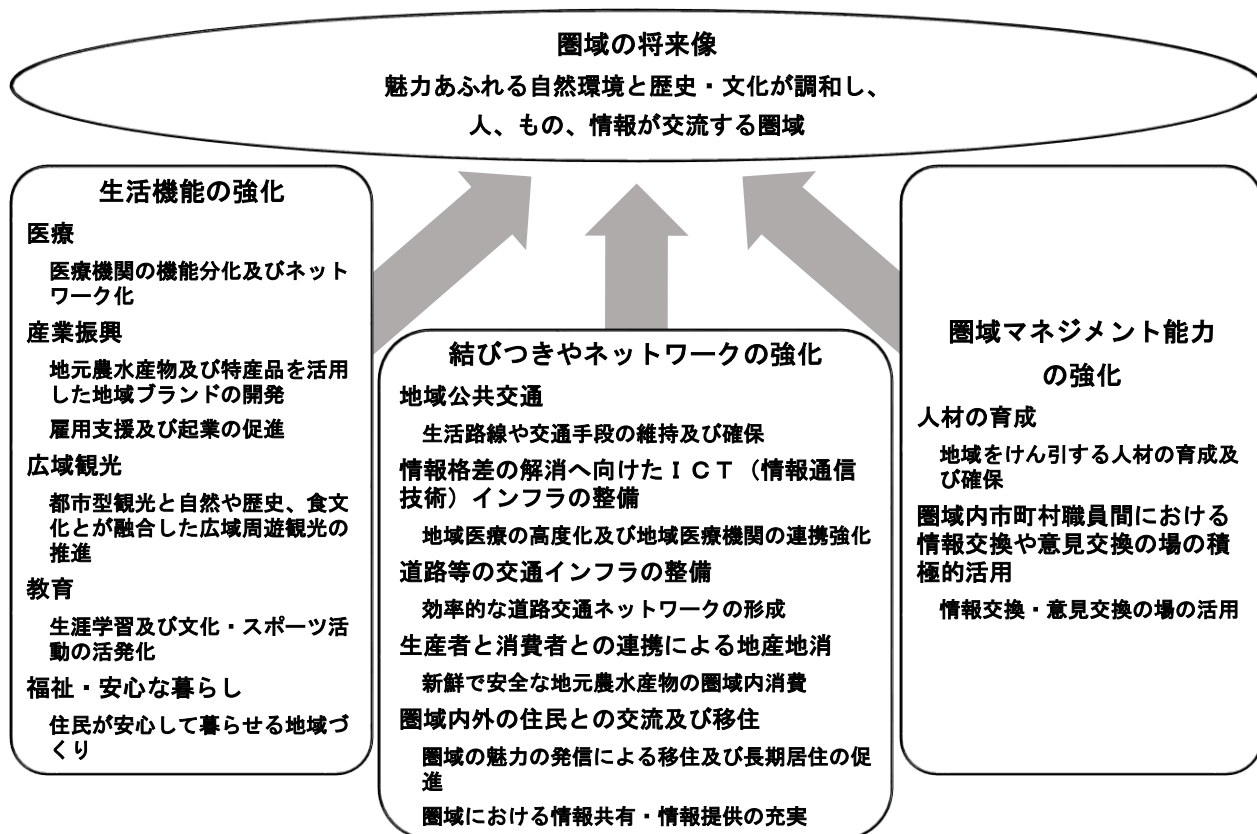 圏域の将来像
魅力あふれる自然環境と歴史・文化が調和し、
人、もの、情報が交流する圏域
生活機能の強化
医療
医療機関の機能分化及びネット
ワーク化
産業振興
地元農水産物及び特産品を活用
した地域ブランドの開発
雇用支援及び起業の促進
広域観光
都市型観光と自然や歴史、食文
化とが融合した広域周遊観光の
推進
教育
生涯学習及び文化・スポーツ活
動の活発化
福祉・安心な暮らし
住民が安心して暮らせる地域づ
くり
結びつきやネットワークの強化
地域公共交通
生活路線や交通手段の維持及び確保
情報格差の解消へ向けたＩＣＴ（情報通信
技術）インフラの整備
地域医療の高度化及び地域医療機関の連携強化
道路等の交通インフラの整備
効率的な道路交通ネットワークの形成
生産者と消費者との連携による地産地消
新鮮で安全な地元農水産物の圏域内消費
圏域内外の住民との交流及び移住
圏域の魅力の発信による移住及び長期居住の促
進
圏域における情報共有・情報提供の充実
圏域マネジメント能力
の強化
人材の育成
地域をけん引する人材の育成及
び確保
圏域内市町村職員間における
情報交換や意見交換の場の積
極的活用
情報交換・意見交換の場の活用